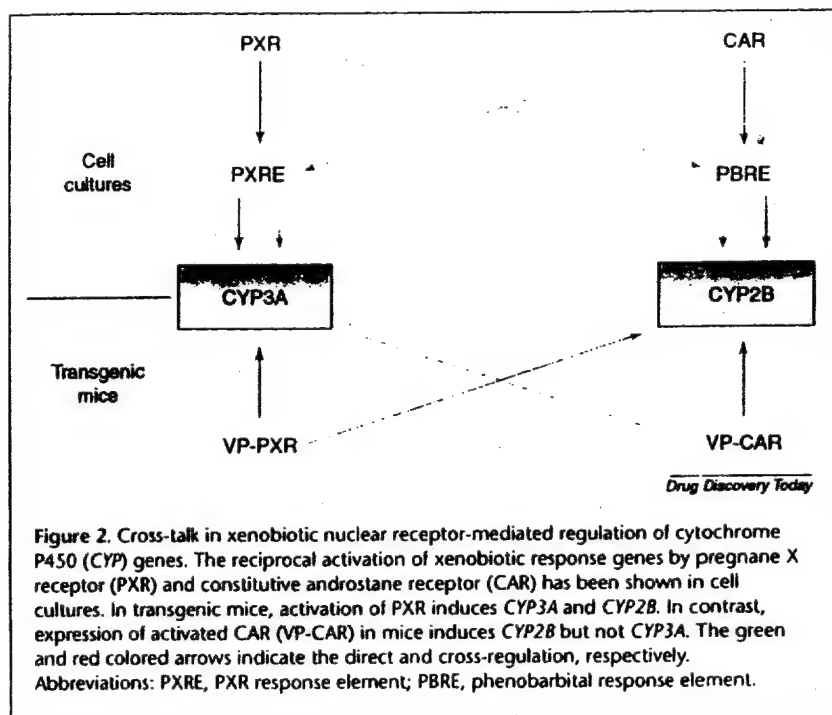 PXR CAR
Cell
cultures
PXRE PBRE
CYP3A CYP2B
Transgenic
mice
VP-PXR VP-CAR
Drug Discovery Today
Figure 2. Cross-talk in xenobiotic nuclear receptor-mediated regulation of cytochrome
P450 (CYP) genes. The reciprocal activation of xenobiotic response genes by pregnane X
receptor (PXR) and constitutive androstane receptor (CAR) has been shown in cell
cultures. In transgenic mice, activation of PXR induces CYP3A and CYP2B. In contrast,
expression of activated CAR (VP-CAR) in mice induces CYP2B but not CYP3A. The green
and red colored arrows indicate the direct and cross-regulation, respectively.
Abbreviations: PXRE, PXR response element; PBRE, phenobarbital response element.